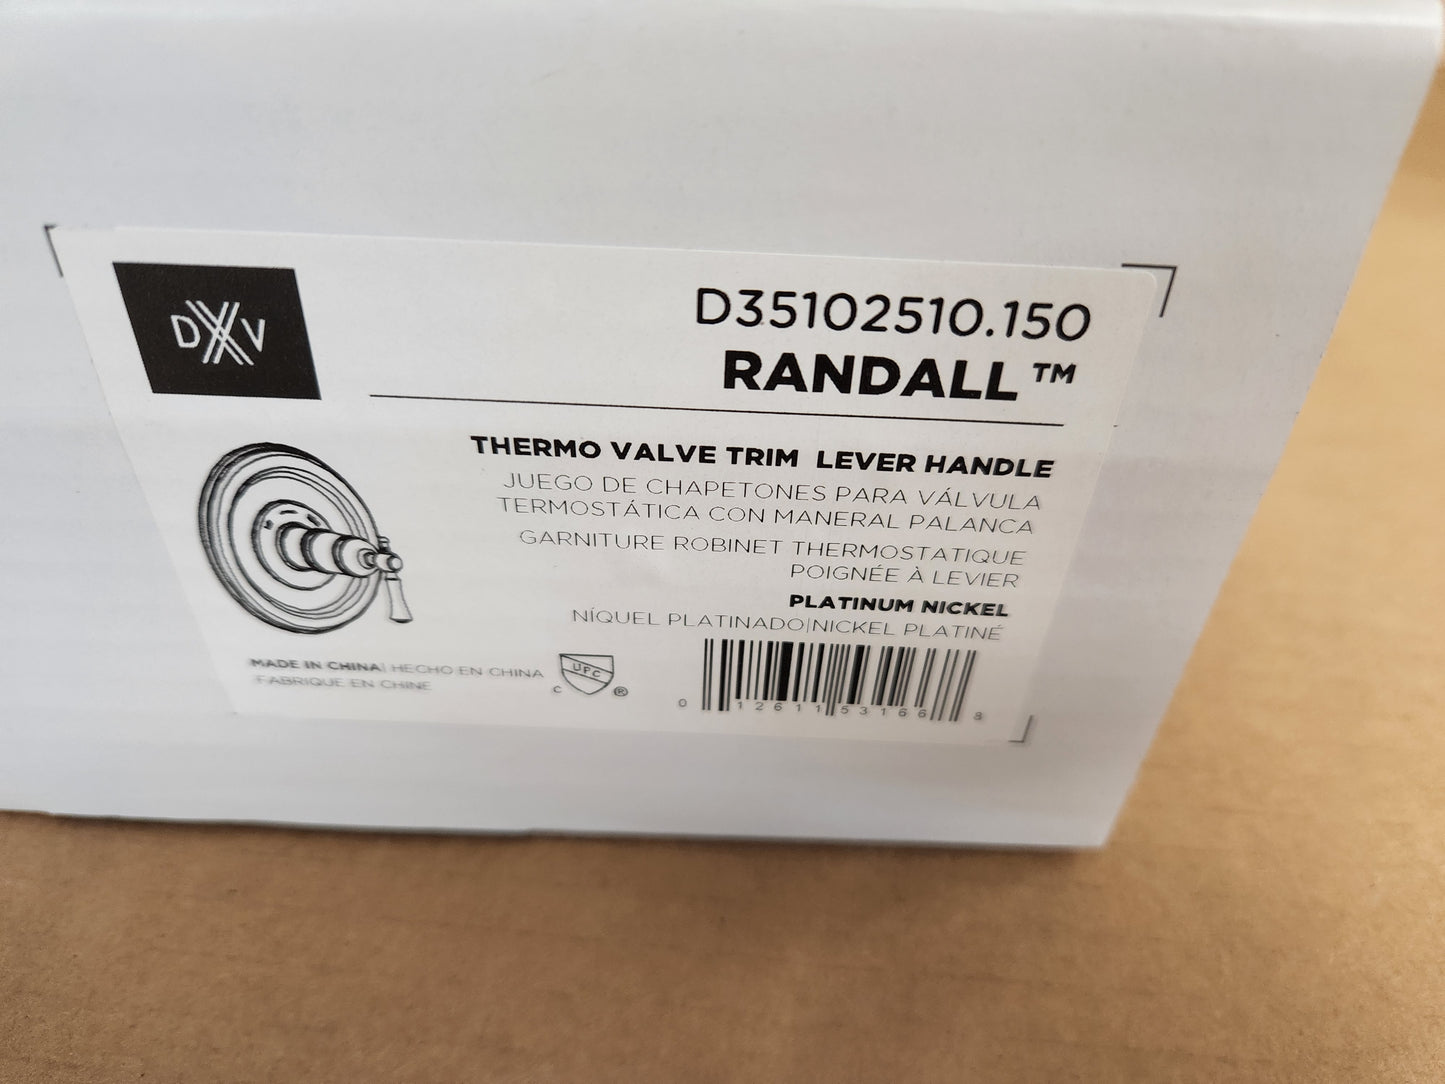 DXV
D35102510.150
RANDALL™
THERMO VALVE TRIM LEVER HANDLE
JUEGO DE CHAPETONES PARA VÁLVULA
TERMOSTÁTICA CON MANERAL PALANCA
GARNITURE ROBINET THERMOSTATIQUE
POIGNÉE À LEVIER
PLATINUM NICKEL
NÍQUEL PLATINADO|NICKEL PLATINÉ
MADE IN CHINA| HECHO EN CHINA
FABRIQUE EN CHINE
UPC
C ®
0 12611 53166 8